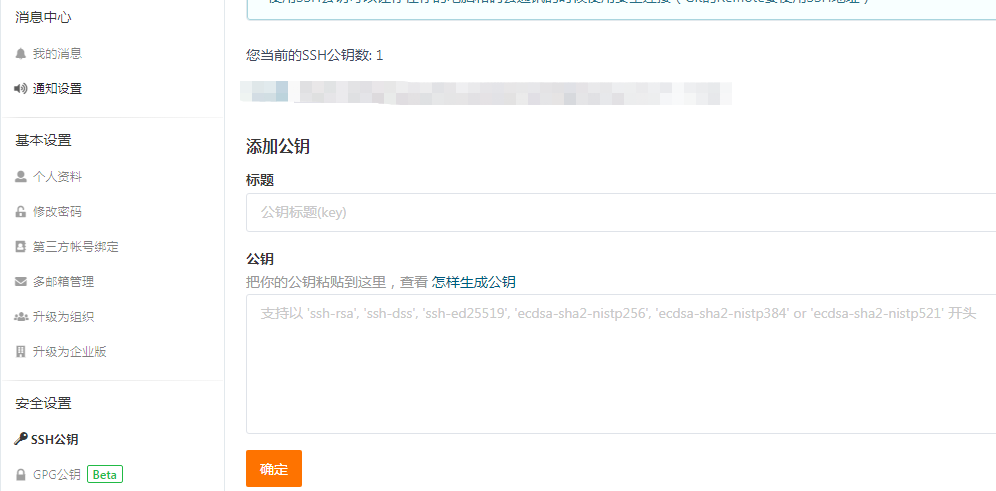 消息中心
我的消息
通知设置
基本设置
个人资料
修改密码
第三方帐号绑定
多邮箱管理
升级为组织
升级为企业版
安全设置
SSH公钥
GPG公钥 Beta
您当前的SSH公钥数: 1
添加公钥
标题
公钥标题(key)
公钥
把你的公钥粘贴到这里，查看 怎样生成公钥
支持以 'ssh-rsa', 'ssh-dss', 'ssh-ed25519', 'ecdsa-sha2-nistp256', 'ecdsa-sha2-nistp384' or 'ecdsa-sha2-nistp521' 开头
确定